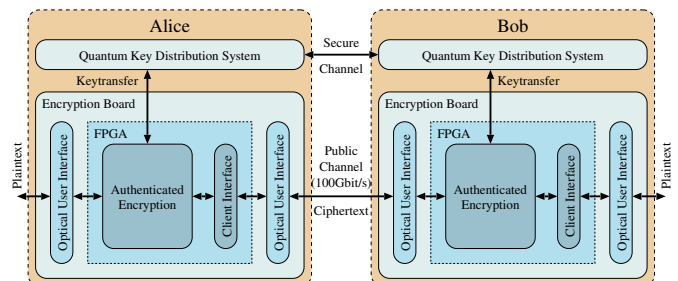 Alice
Quantum Key Distribution System
Keytransfer
Encryption Board
FPGA
Plaintext
Optical User Interface
Authenticated
Encryption
Client Interface
Optical User Interface
Secure
Channel
Public
Channel
(100Gbit/s)
Ciphertext
Bob
Quantum Key Distribution System
Keytransfer
Encryption Board
FPGA
Optical User Interface
Authenticated
Encryption
Client Interface
Optical User Interface
Plaintext